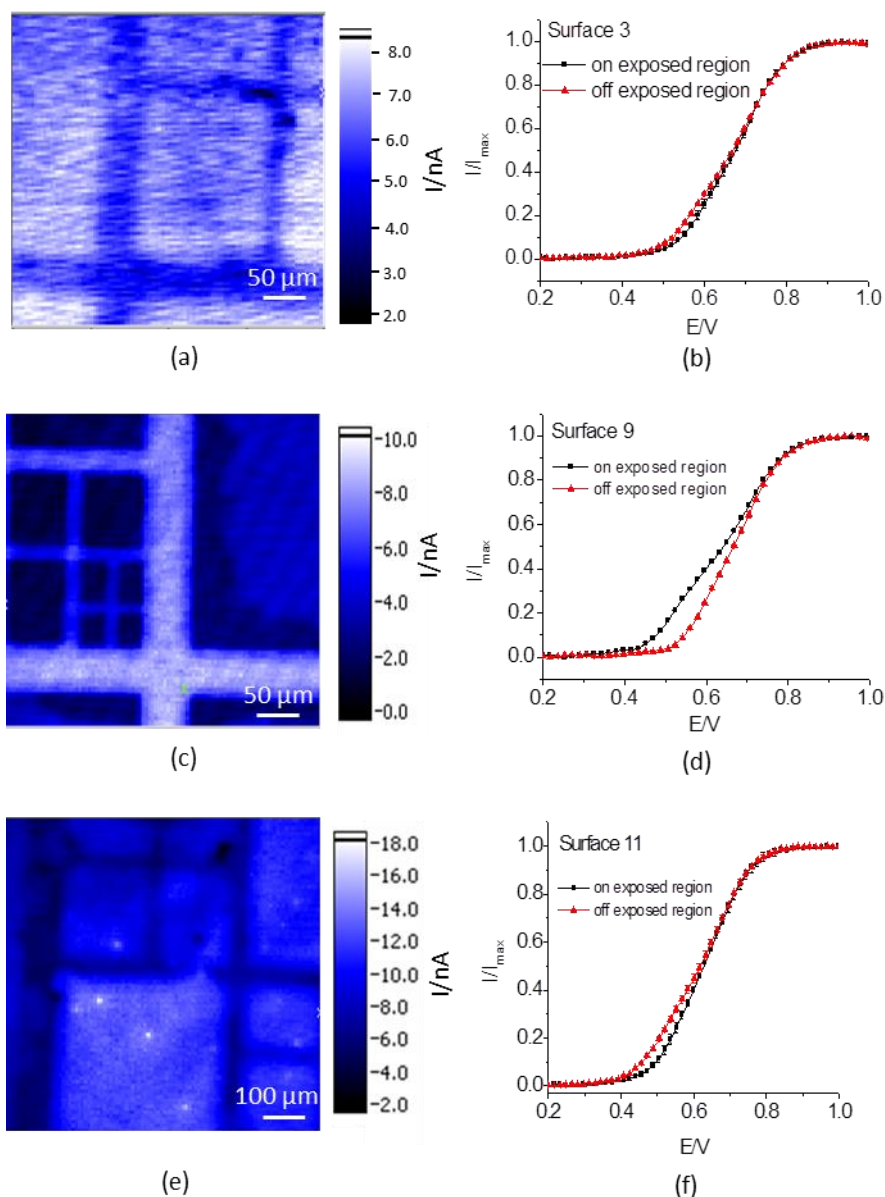 8.0
7.0
6.0
5.0
4.0
3.0
2.0
I/nA
50 µm
(a)
Surface 3
on exposed region
off exposed region
1.0
0.8
0.6
0.4
0.2
0.0
I/I_max
0.2 0.4 0.6 0.8 1.0
E/V
(b)
10.0
8.0
6.0
4.0
2.0
0.0
I/nA
50 µm
(c)
Surface 9
on exposed region
off exposed region
1.0
0.8
0.6
0.4
0.2
0.0
I/I_max
0.2 0.4 0.6 0.8 1.0
E/V
(d)
18.0
16.0
14.0
12.0
10.0
8.0
6.0
4.0
2.0
I/nA
100 µm
(e)
Surface 11
on exposed region
off exposed region
1.0
0.8
0.6
0.4
0.2
0.0
I/I_max
0.2 0.4 0.6 0.8 1.0
E/V
(f)